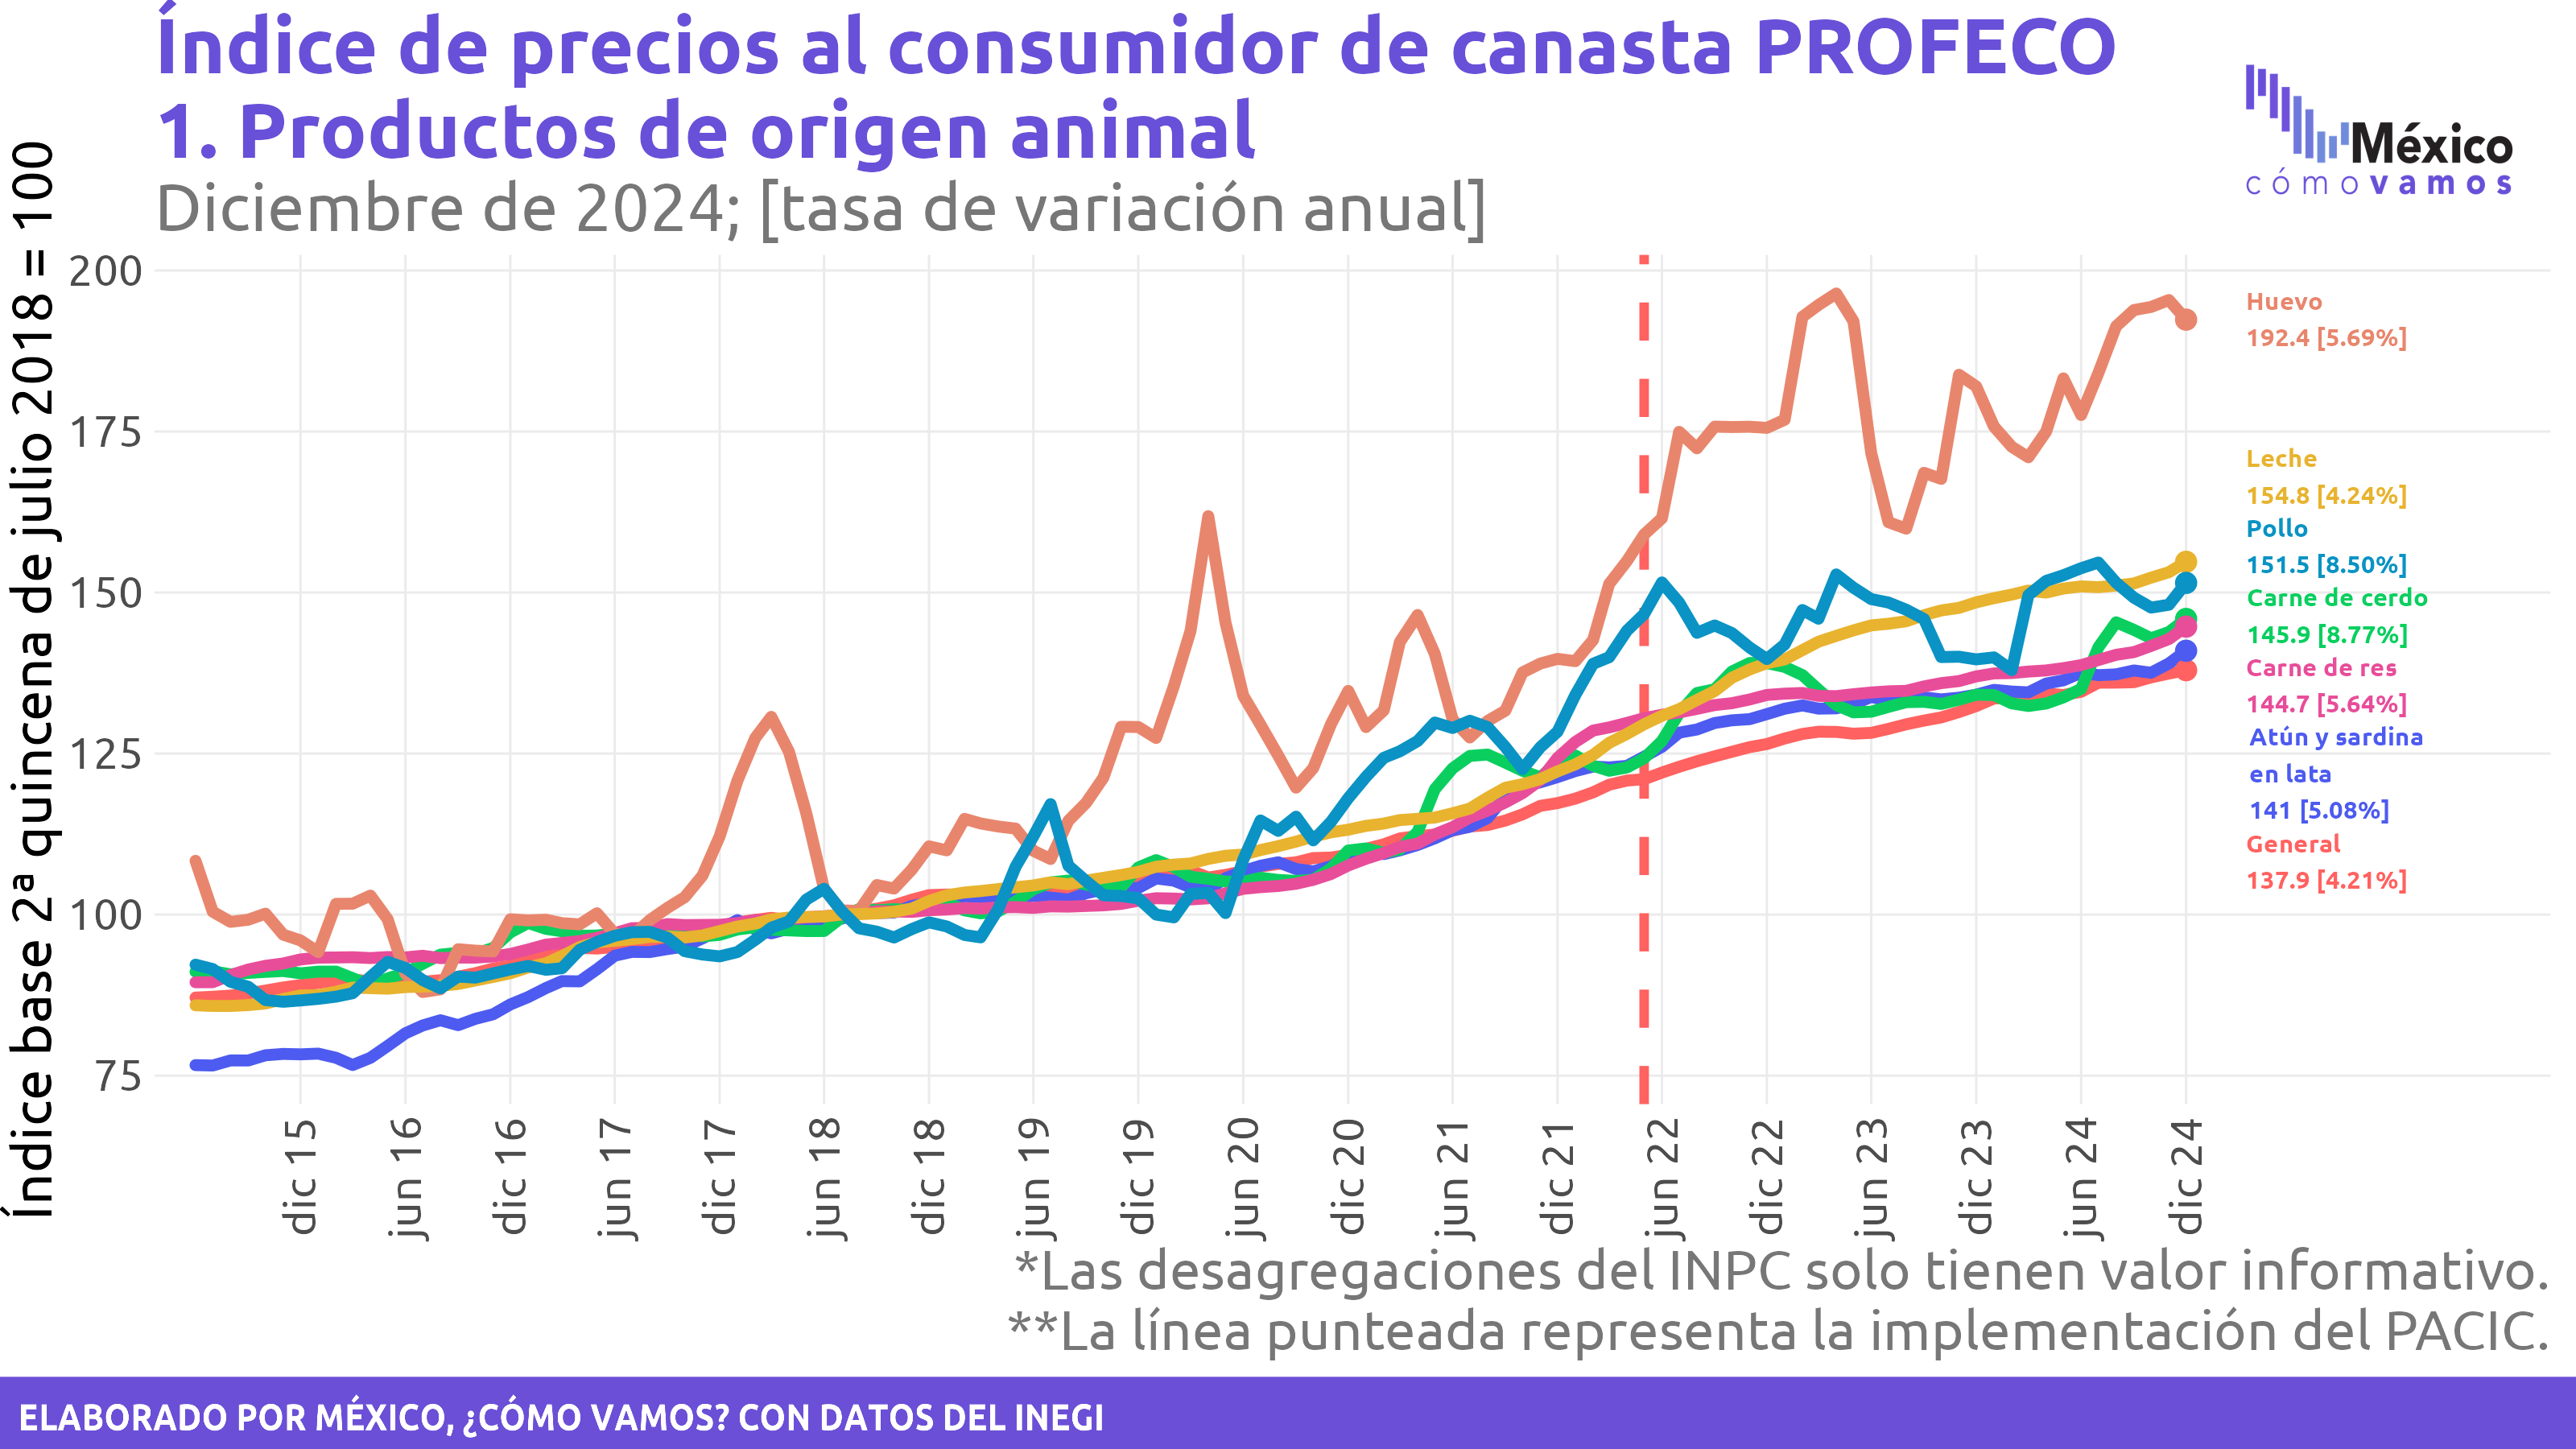 Índice de precios al consumidor de canasta PROFECO
1. Productos de origen animal
Diciembre de 2024; [tasa de variación anual]
México
cómovamos
Índice base 2ª quincena de julio 2018 = 100
200
175
150
125
100
75
Huevo
192.4 [5.69%]
Leche
154.8 [4.24%]
Pollo
151.5 [8.50%]
Carne de cerdo
145.9 [8.77%]
Carne de res
144.7 [5.64%]
Atún y sardina
en lata
141 [5.08%]
General
137.9 [4.21%]
dic 15
jun 16
dic 16
jun 17
dic 17
jun 18
dic 18
jun 19
dic 19
jun 20
dic 20
jun 21
dic 21
jun 22
dic 22
jun 23
dic 23
jun 24
dic 24
*Las desagregaciones del INPC solo tienen valor informativo.
**La línea punteada representa la implementación del PACIC.
ELABORADO POR MÉXICO, ¿CÓMO VAMOS? CON DATOS DEL INEGI